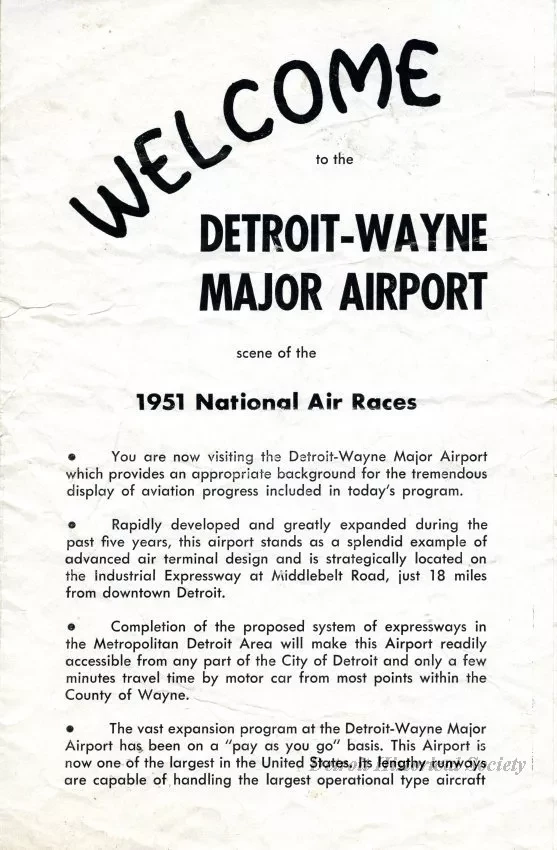 WELCOME
to the
DETROIT-WAYNE
MAJOR AIRPORT
scene of the
1951 National Air Races
• You are now visiting the Detroit-Wayne Major Airport
which provides an appropriate background for the tremendous
display of aviation progress included in today's program.
• Rapidly developed and greatly expanded during the
past five years, this airport stands as a splendid example of
advanced air terminal design and is strategically located on
the Industrial Expressway at Middlebelt Road, just 18 miles
from downtown Detroit.
• Completion of the proposed system of expressways in
the Metropolitan Detroit Area will make this Airport readily
accessible from any part of the City of Detroit and only a few
minutes travel time by motor car from most points within the
County of Wayne.
• The vast expansion program at the Detroit-Wayne Major
Airport has been on a "pay as you go" basis. This Airport is
now one of the largest in the United States. Its lengthy runways
Detroit Historical Society
are capable of handling the largest operational type aircraft